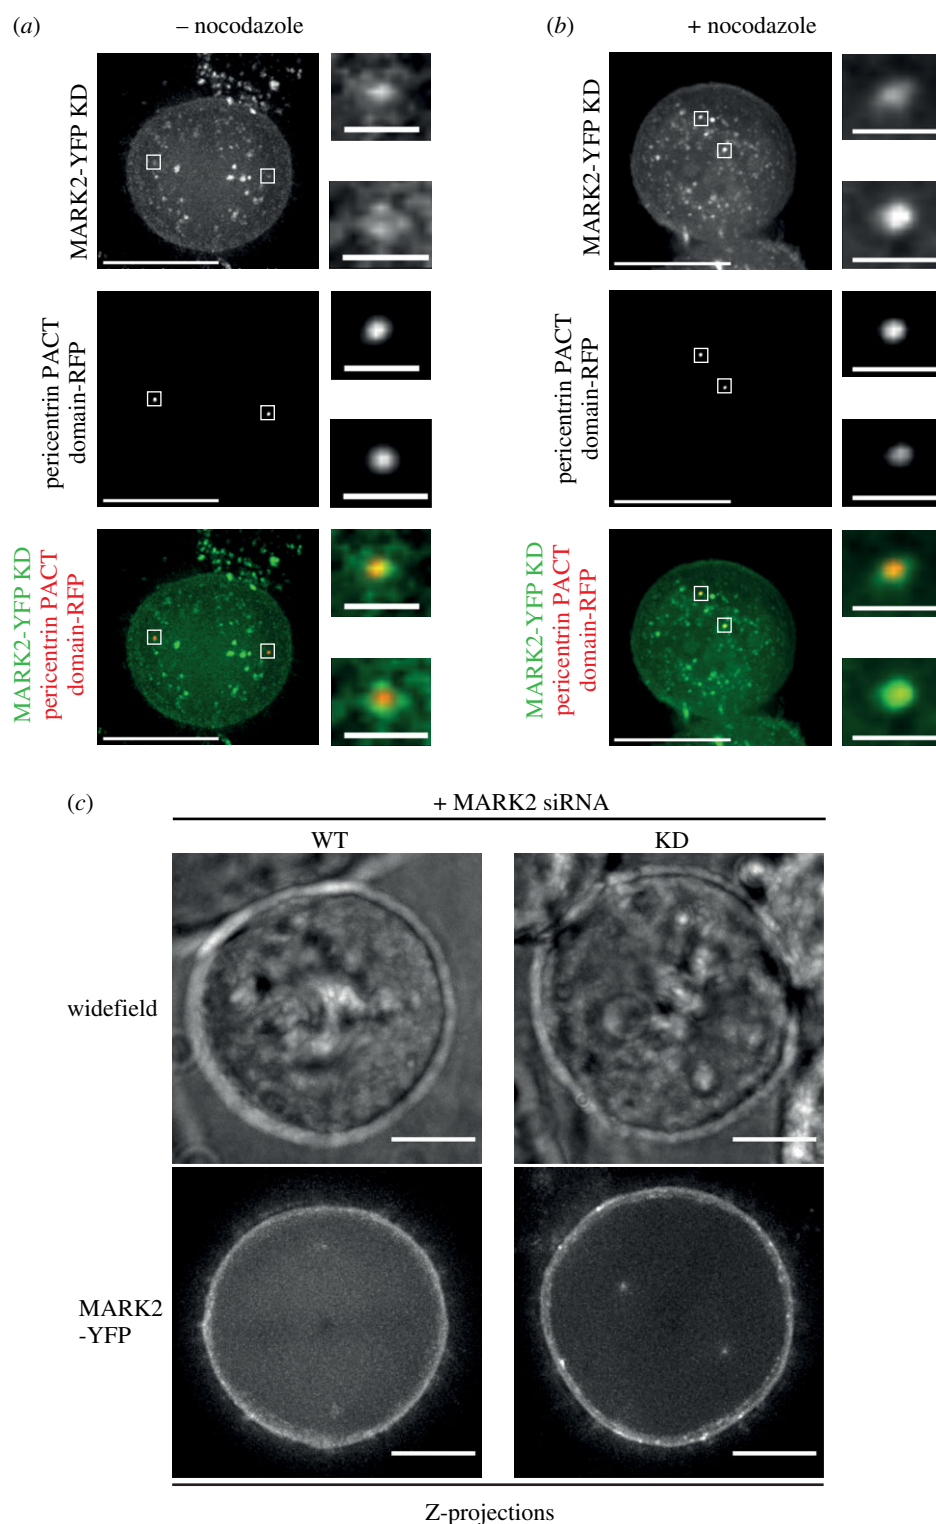 (a)
– nocodazole
(b)
+ nocodazole
MARK2-YFP KD
MARK2-YFP KD
pericentrin PACT
domain-RFP
pericentrin PACT
domain-RFP
MARK2-YFP KD
pericentrin PACT
domain-RFP
MARK2-YFP KD
pericentrin PACT
domain-RFP
(c)
+ MARK2 siRNA
WT
KD
widefield
MARK2
-YFP
Z-projections